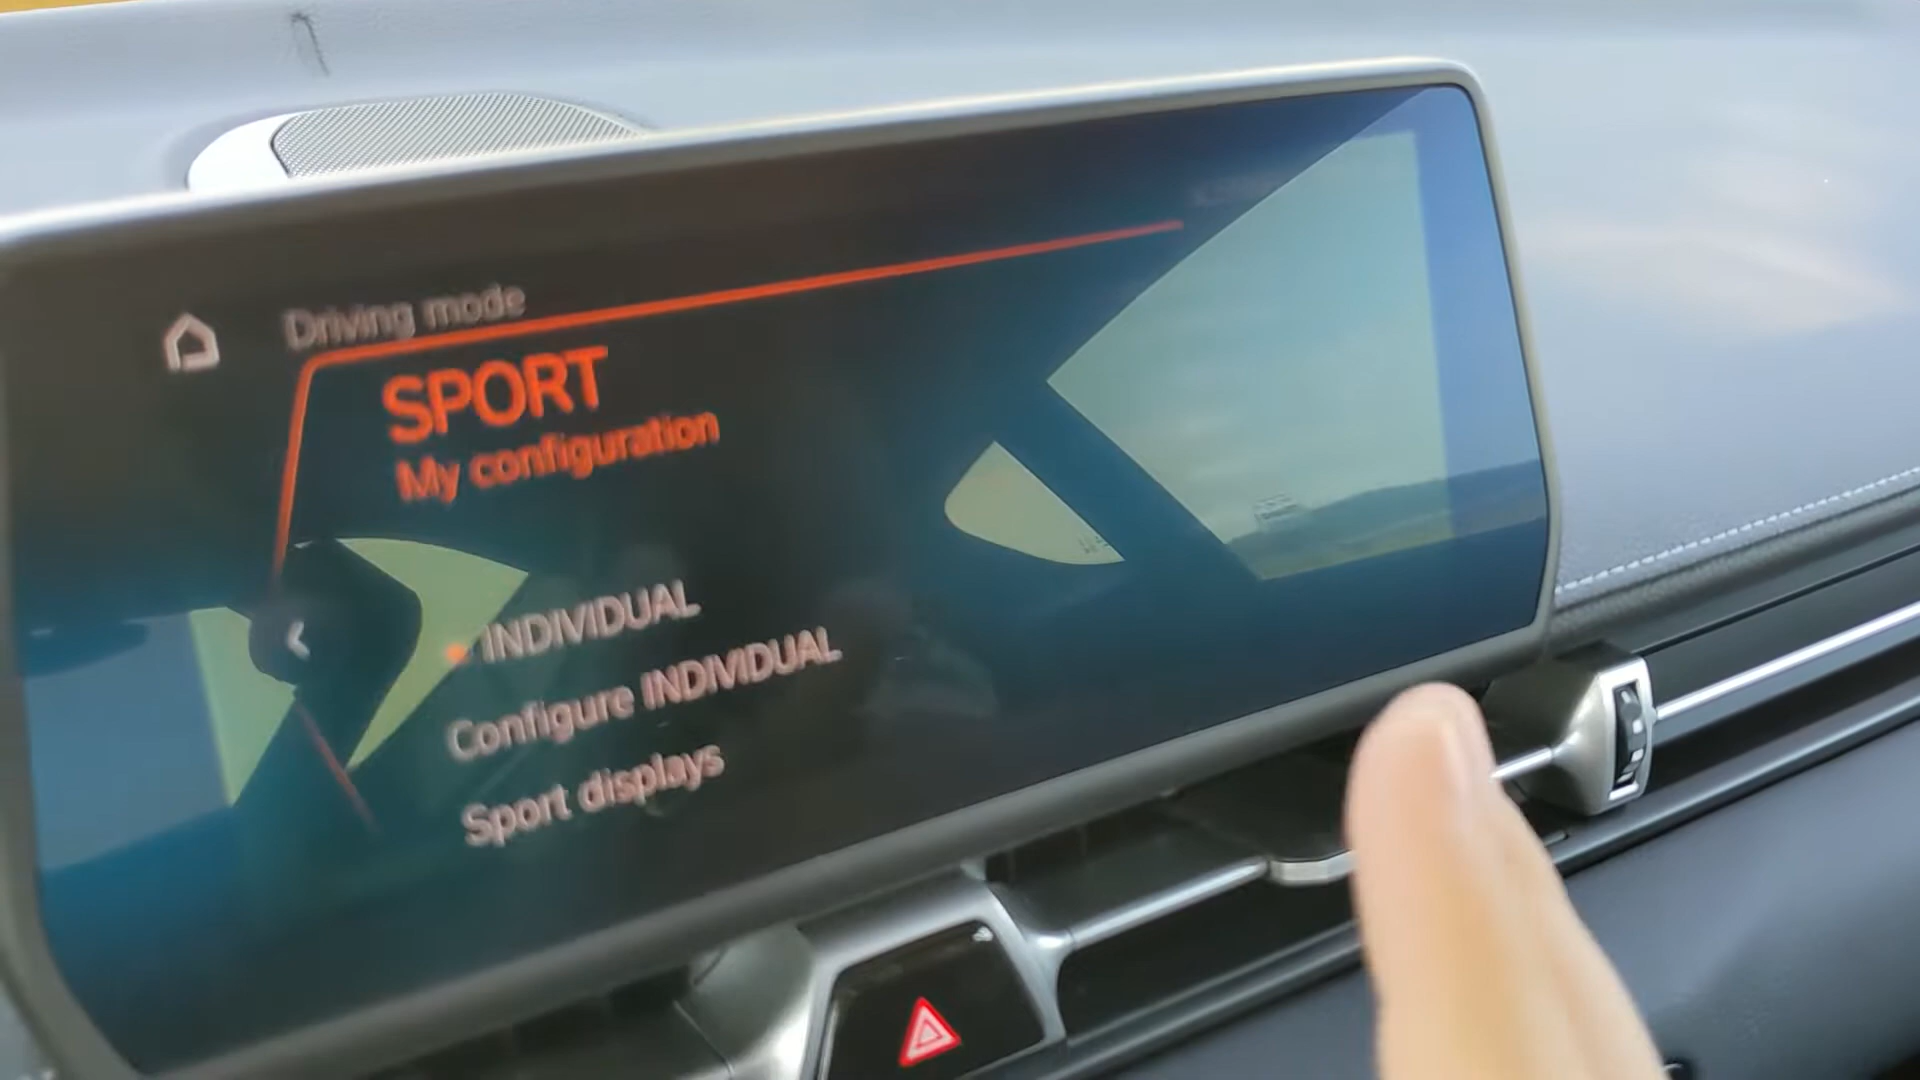 Driving mode
SPORT
My configuration
INDIVIDUAL
Configure INDIVIDUAL
Sport displays